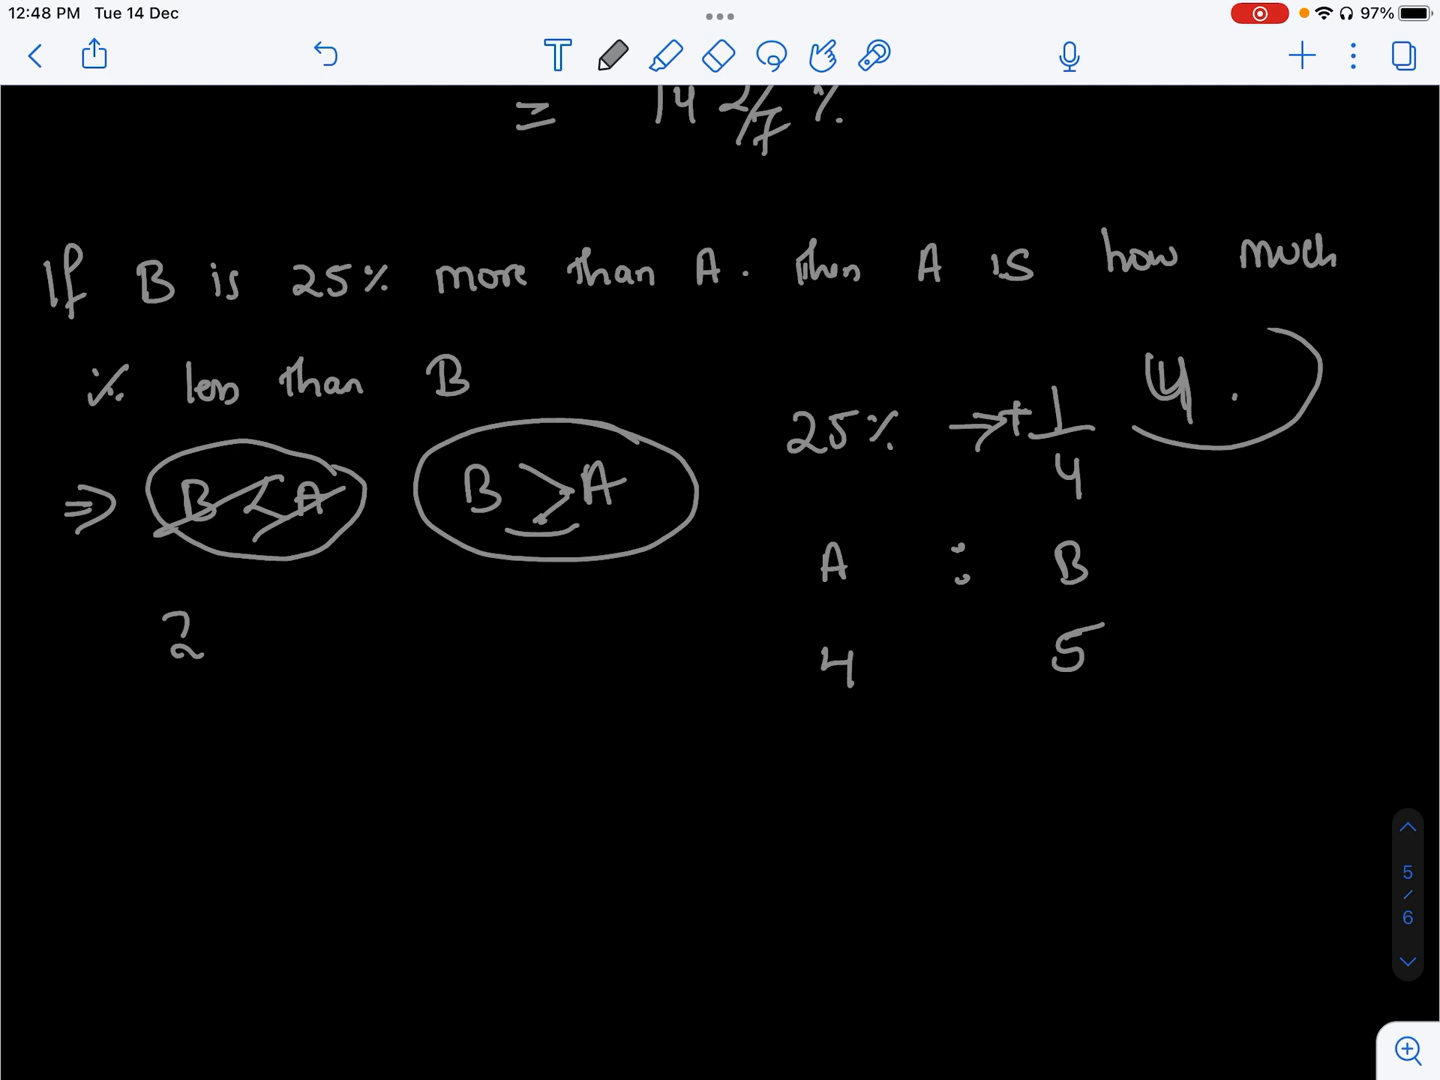 12:48 PM Tue 14 Dec 97%
T
= 14 2/7 %
If B is 25% more than A. Then A is how much
% less than B
25% → + 1/4 4.
⇒ B < A B > A
A : B
2 4 5
5 / 6